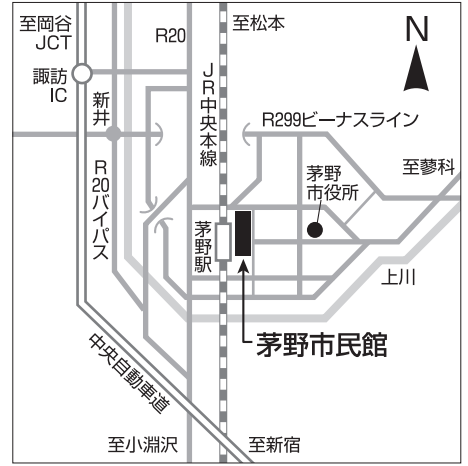 至岡谷
JCT
R20
至松本
N
諏訪
IC
新井
JR中央本線
R299ビーナスライン
至蓼科
茅野
市役所
R20バイパス
茅野駅
上川
茅野市民館
中央自動車道
至小淵沢
至新宿